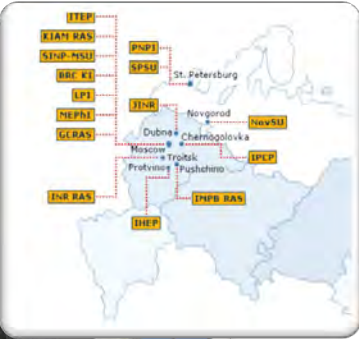 ITEP
KIAM RAS
SINP-MSU
RRC KI
LPI
MEPhI
GCRAS
PNPI
SPSU
St. Petersburg
JINR
Novgorod
NovSU
Dubna
Chernogolovka
Moscow
IPCP
Troitsk
Protvino
Pushchino
INR RAS
IMPB RAS
IHEP